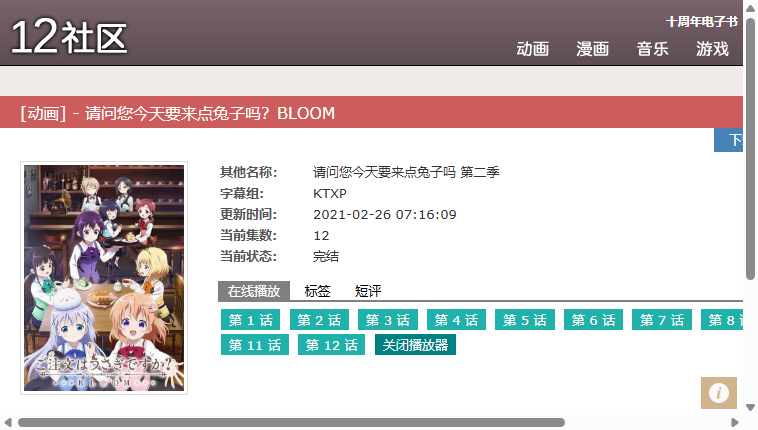 12社区
十周年电子书
动画 漫画 音乐 游戏
[动画] - 请问您今天要来点兔子吗？BLOOM
其他名称： 请问您今天要来点兔子吗 第二季
字幕组： KTXP
更新时间： 2021-02-26 07:16:09
当前集数： 12
当前状态： 完结
在线播放 标签 短评
第 1 话 第 2 话 第 3 话 第 4 话 第 5 话 第 6 话 第 7 话 第 8
第 11 话 第 12 话 关闭播放器
ご注文はうさぎですか？
BLOOM